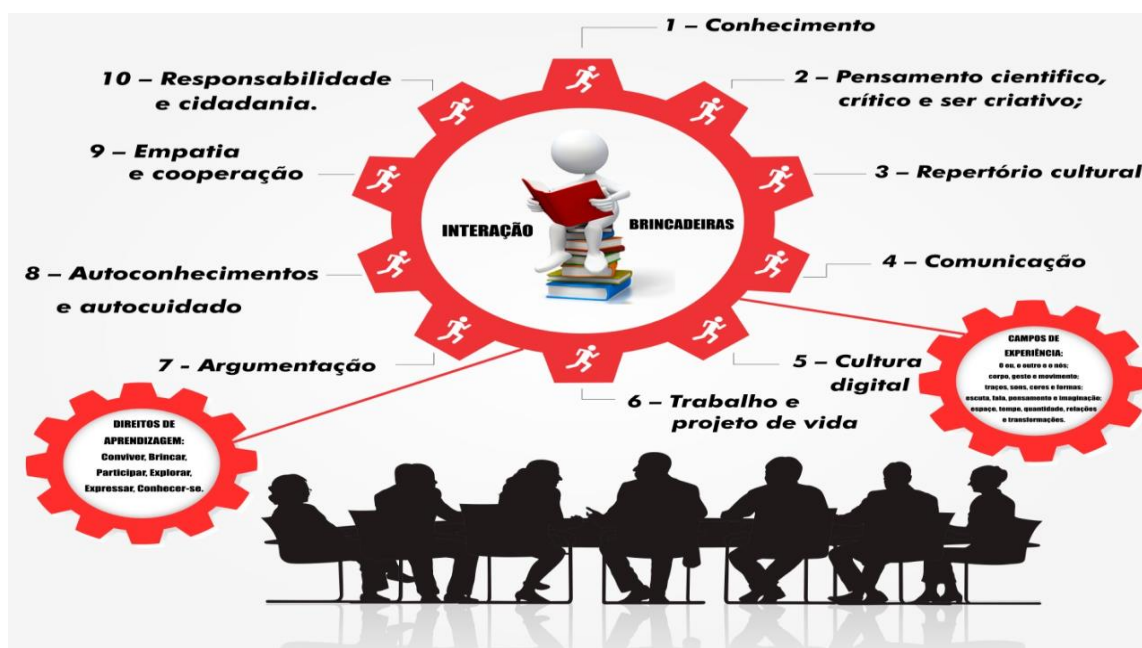 1 – Conhecimento
2 – Pensamento cientifico,
crítico e ser criativo;
3 – Repertório cultural
4 – Comunicação
5 – Cultura
digital
6 – Trabalho e
projeto de vida
7 - Argumentação
8 – Autoconhecimentos
e autocuidado
9 – Empatia
e cooperação
10 – Responsabilidade
e cidadania.
INTERAÇÃO
BRINCADEIRAS
DIREITOS DE
APRENDIZAGEM:
Conviver, Brincar,
Participar, Explorar,
Expressar, Conhecer-se.
CAMPOS DE
EXPERIÊNCIA:
O eu, o outro e o nós;
corpo, gesto e movimento;
traços, sons, cores e formas;
escuta, fala, pensamento e imaginação;
espaço, tempo, quantidade, relações
e transformações.